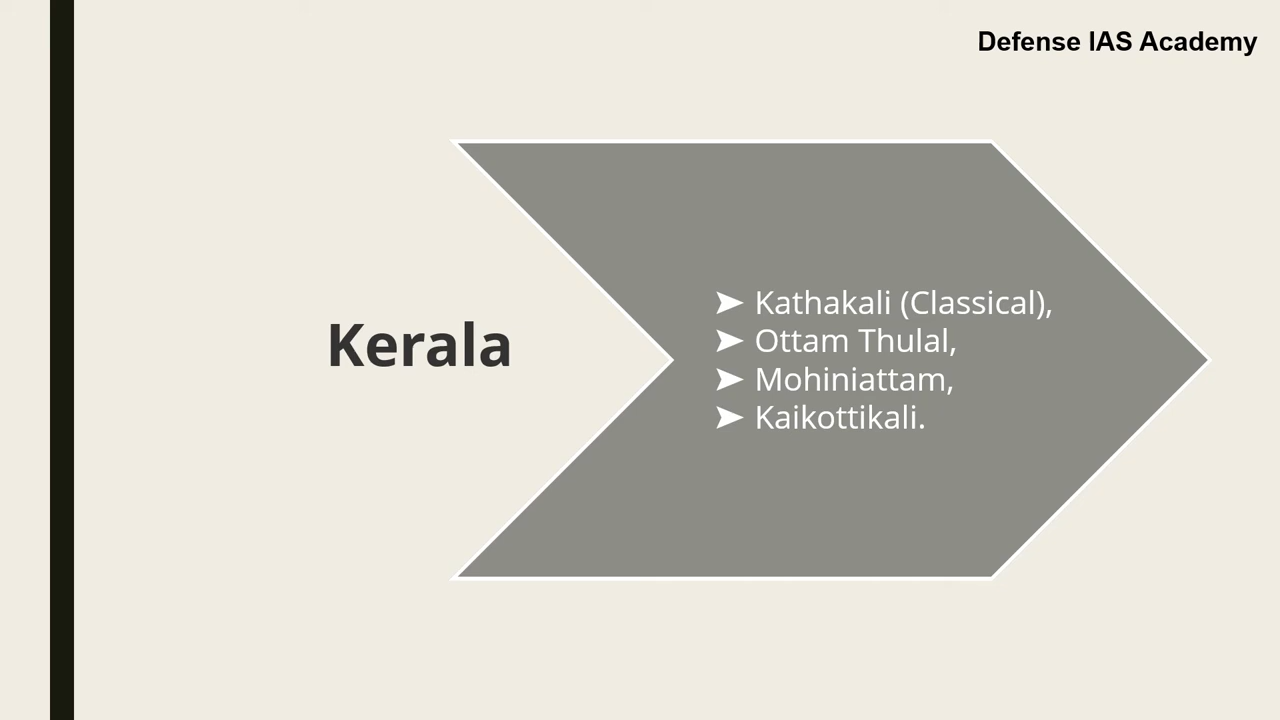 Defense IAS Academy
Kerala
➤ Kathakali (Classical),
➤ Ottam Thulal,
➤ Mohiniattam,
➤ Kaikottikali.